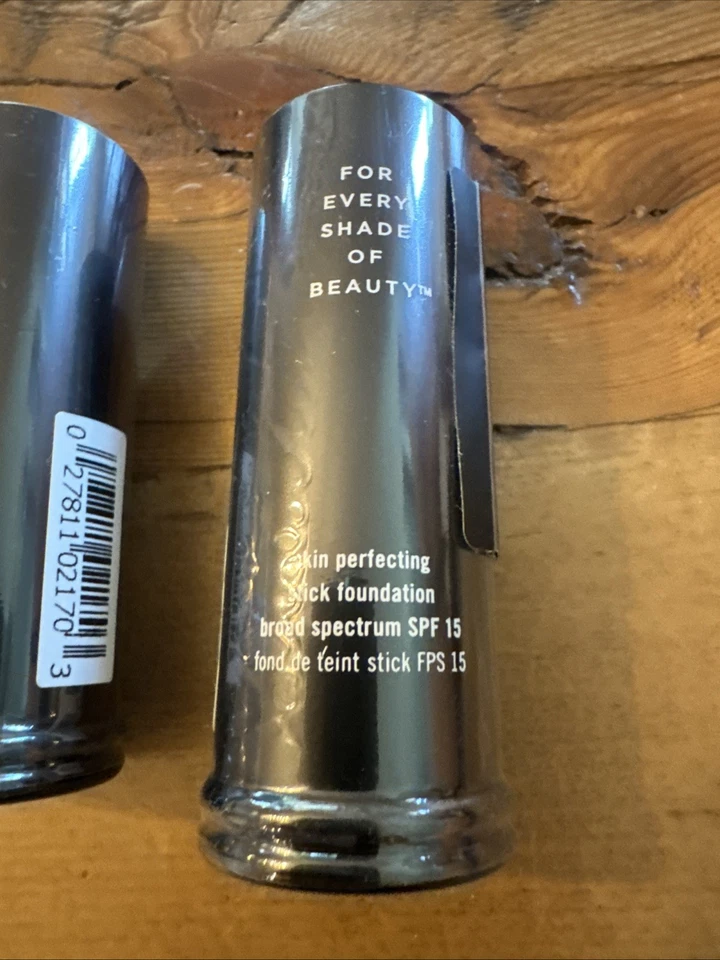 FOR
EVERY
SHADE
OF
BEAUTY™
skin perfecting
stick foundation
broad spectrum SPF 15
fond de teint stick FPS 15
0 27811 02170 3